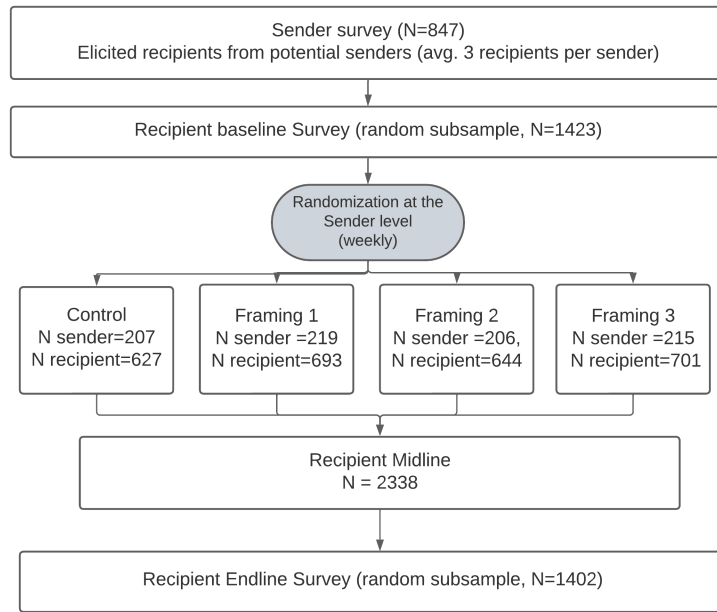 Sender survey (N=847)
Elicited recipients from potential senders (avg. 3 recipients per sender)
Recipient baseline Survey (random subsample, N=1423)
Randomization at the
Sender level
(weekly)
Control
N sender=207
N recipient=627
Framing 1
N sender =219
N recipient=693
Framing 2
N sender =206,
N recipient=644
Framing 3
N sender =215
N recipient=701
Recipient Midline
N = 2338
Recipient Endline Survey (random subsample, N=1402)